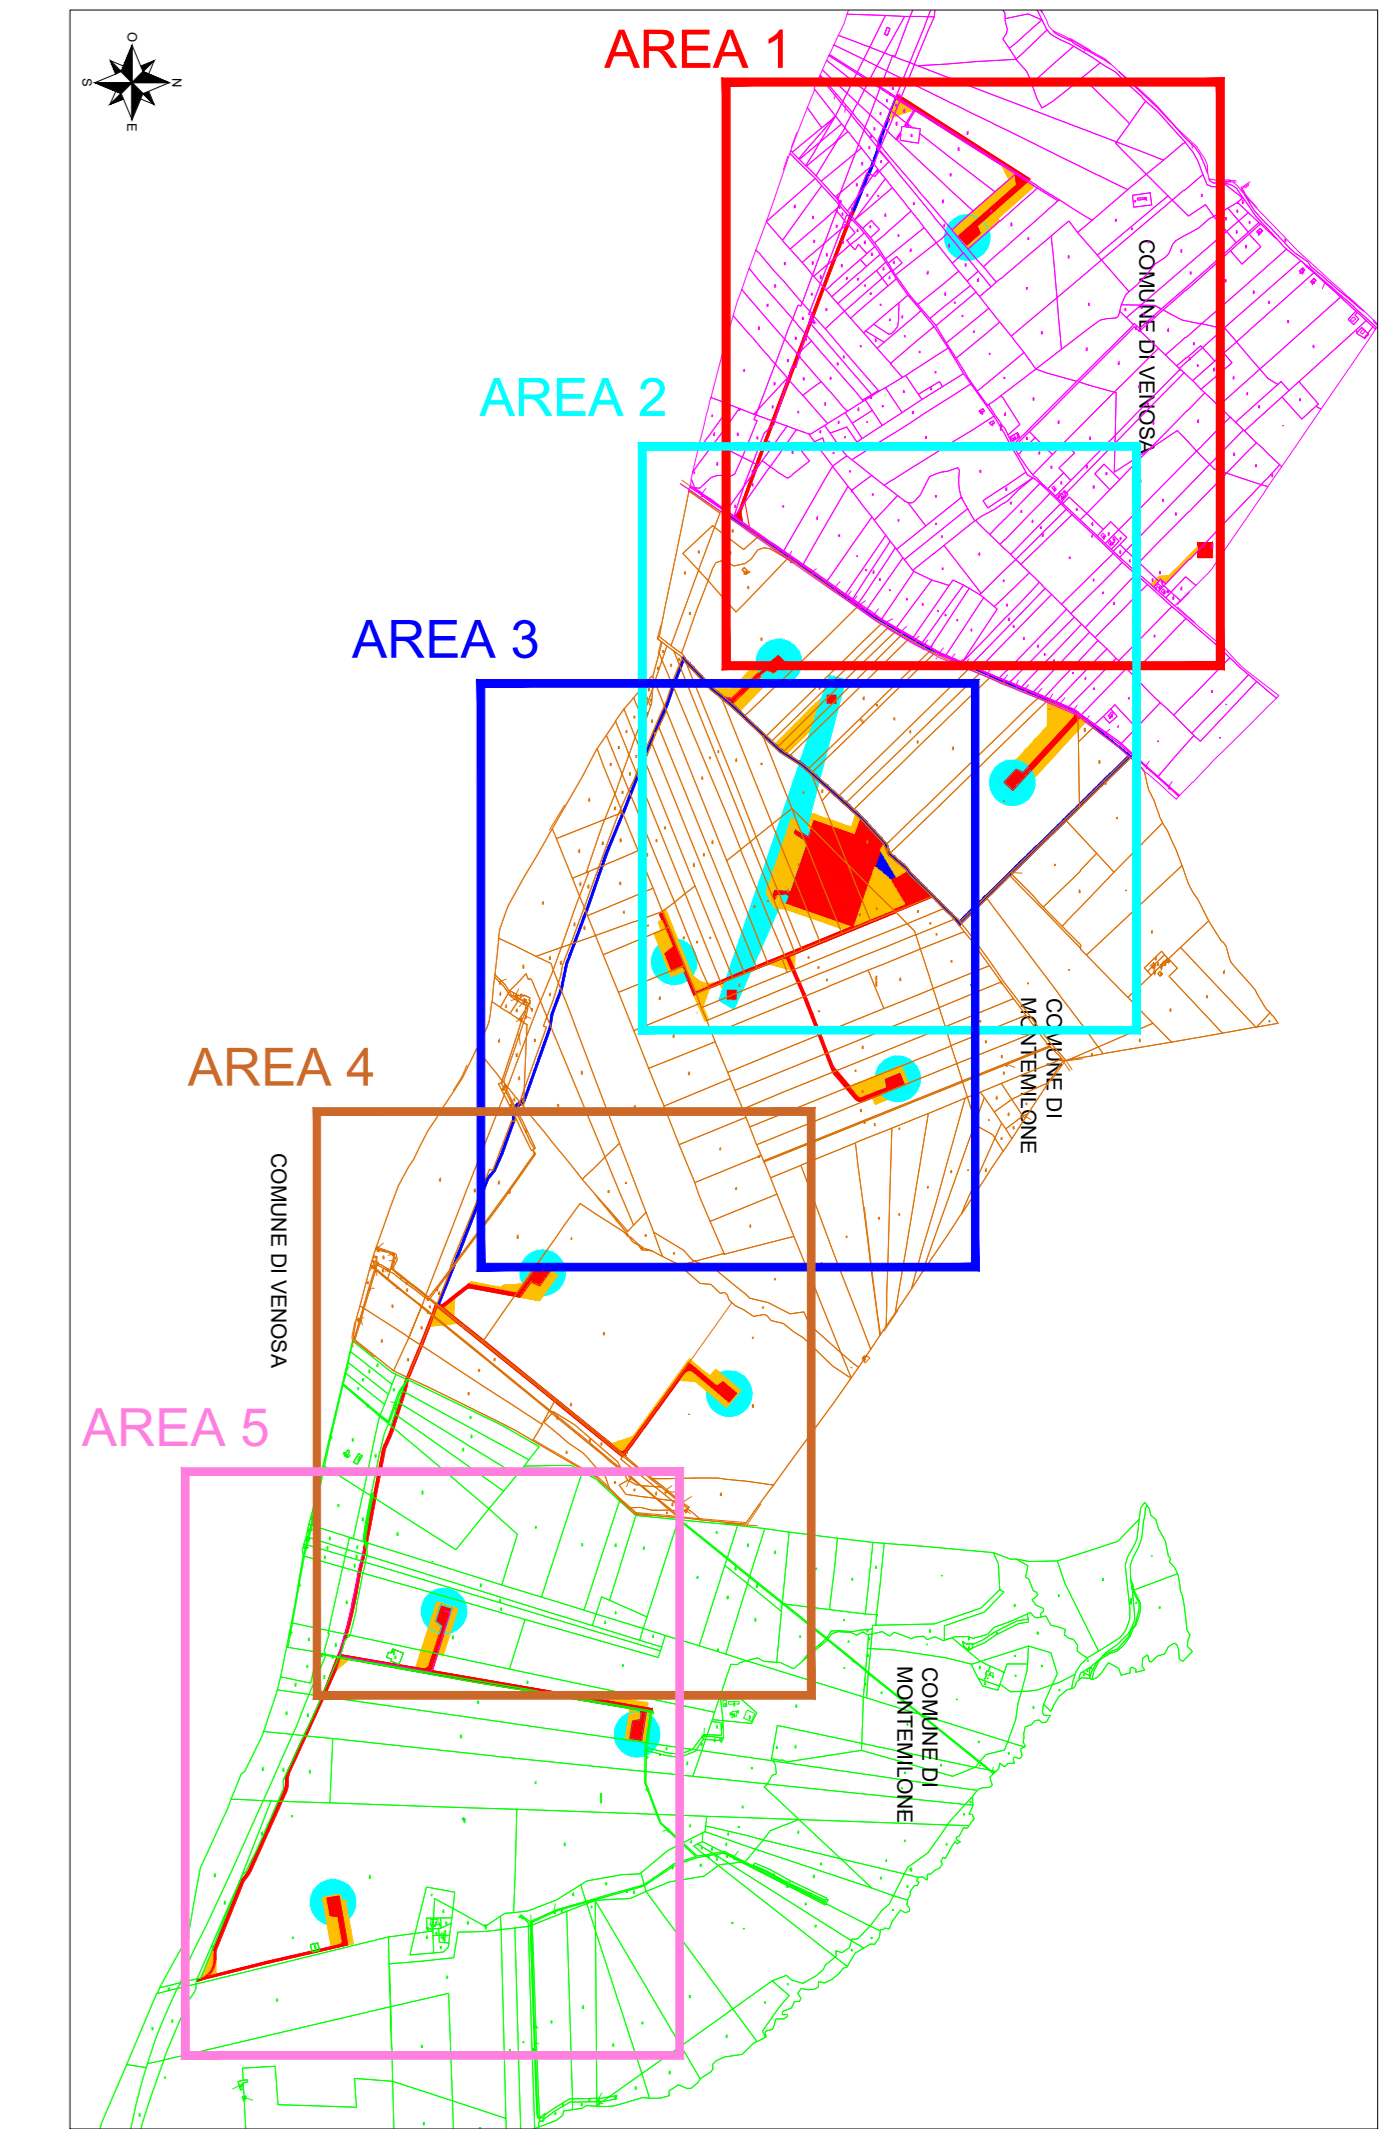 AREA 1
O
S
N
E
COMUNE DI VENOSA
AREA 2
AREA 3
COMUNE DI
MONTEMILONE
AREA 4
COMUNE DI VENOSA
AREA 5
COMUNE DI
MONTEMILONE